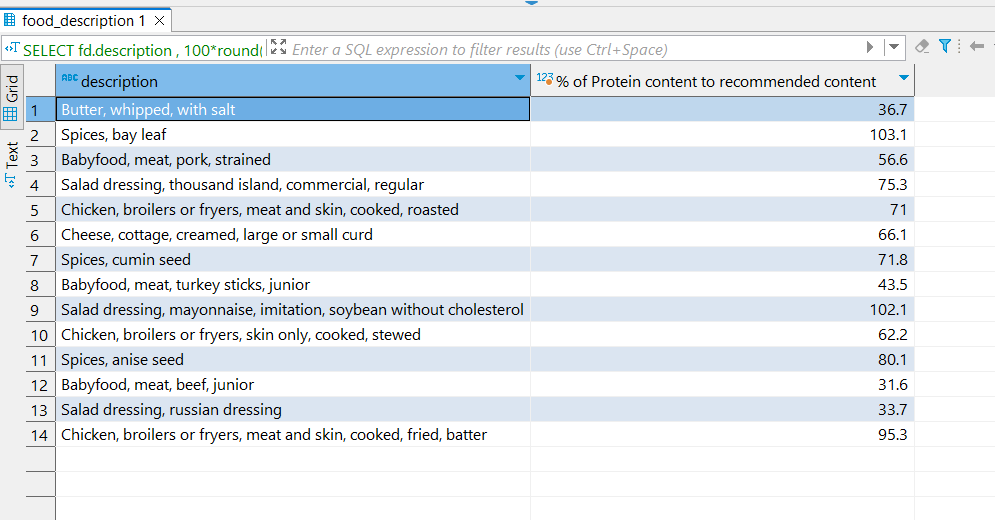 food_description 1
SELECT fd.description , 100*round( Enter a SQL expression to filter results (use Ctrl+Space)
Grid
Text
ABC description 123 % of Protein content to recommended content
1 Butter, whipped, with salt 36.7
2 Spices, bay leaf 103.1
3 Babyfood, meat, pork, strained 56.6
4 Salad dressing, thousand island, commercial, regular 75.3
5 Chicken, broilers or fryers, meat and skin, cooked, roasted 71
6 Cheese, cottage, creamed, large or small curd 66.1
7 Spices, cumin seed 71.8
8 Babyfood, meat, turkey sticks, junior 43.5
9 Salad dressing, mayonnaise, imitation, soybean without cholesterol 102.1
10 Chicken, broilers or fryers, skin only, cooked, stewed 62.2
11 Spices, anise seed 80.1
12 Babyfood, meat, beef, junior 31.6
13 Salad dressing, russian dressing 33.7
14 Chicken, broilers or fryers, meat and skin, cooked, fried, batter 95.3